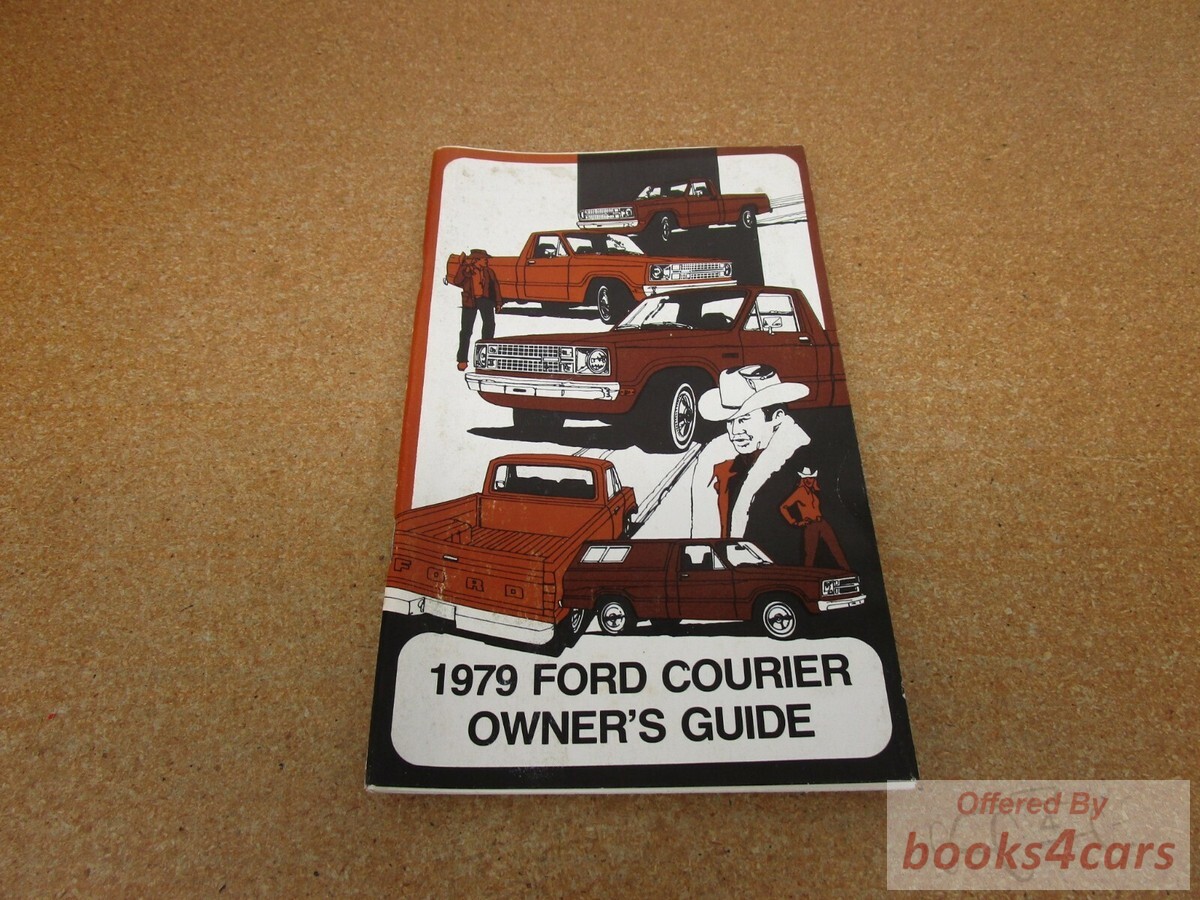 FORD
1979 FORD COURIER
OWNER'S GUIDE
Offered By
books4cars